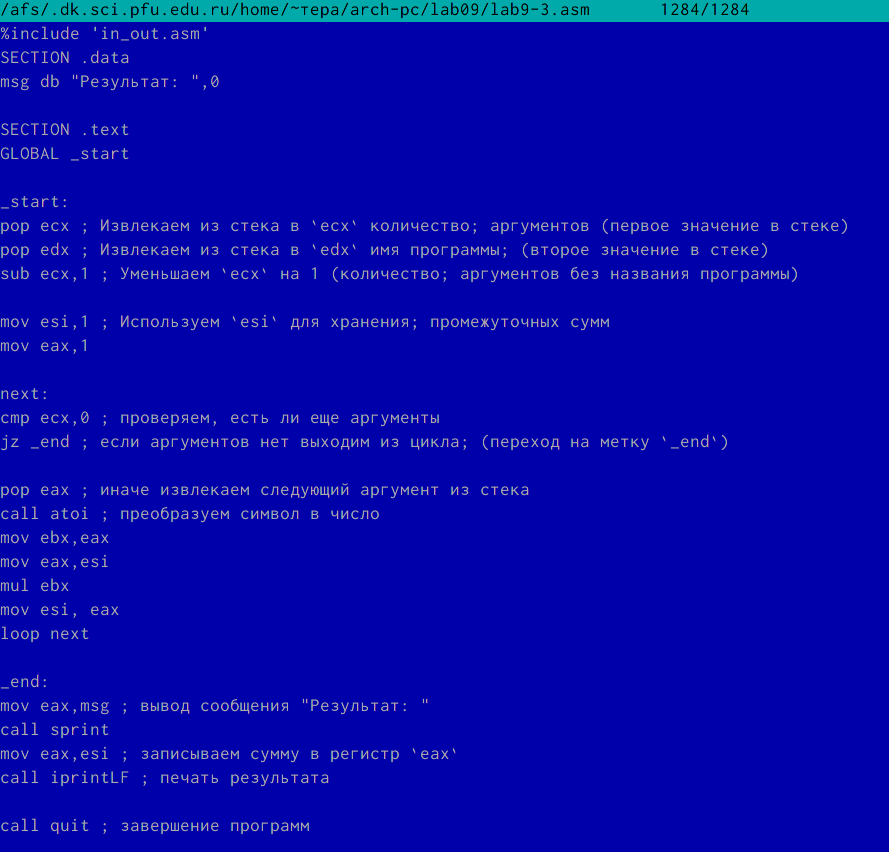 /afs/.dk.sci.pfu.edu.ru/home/~тера/arch-pc/lab09/lab9-3.asm 1284/1284
%include 'in_out.asm'
SECTION .data
msg db "Результат: ",0
SECTION .text
GLOBAL _start
_start:
pop ecx ; Извлекаем из стека в `ecx` количество; аргументов (первое значение в стеке)
pop edx ; Извлекаем из стека в `edx` имя программы; (второе значение в стеке)
sub ecx,1 ; Уменьшаем `ecx` на 1 (количество; аргументов без названия программы)
mov esi,1 ; Используем `esi` для хранения; промежуточных сумм
mov eax,1
next:
cmp ecx,0 ; проверяем, есть ли еще аргументы
jz _end ; если аргументов нет выходим из цикла; (переход на метку `_end`)
pop eax ; иначе извлекаем следующий аргумент из стека
call atoi ; преобразуем символ в число
mov ebx,eax
mov eax,esi
mul ebx
mov esi, eax
loop next
_end:
mov eax,msg ; вывод сообщения "Результат: "
call sprint
mov eax,esi ; записываем сумму в регистр `eax`
call iprintLF ; печать результата
call quit ; завершение программ